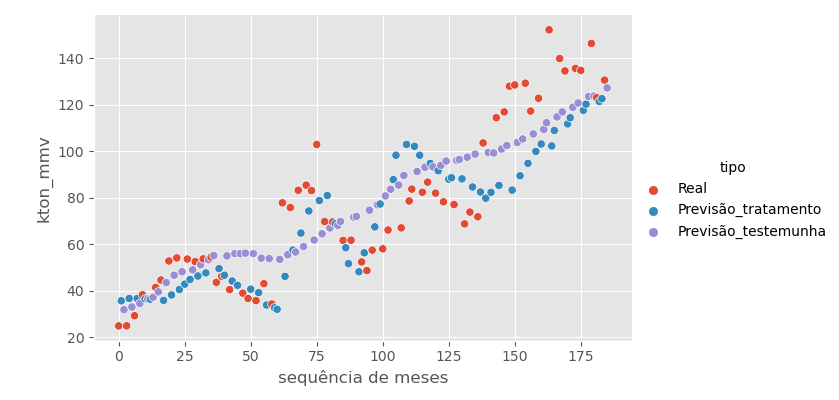 140
120
100
80
60
40
20
kton_mmv
0
25
50
75
100
125
150
175
sequência de meses
tipo
Real
Previsão_tratamento
Previsão_testemunha